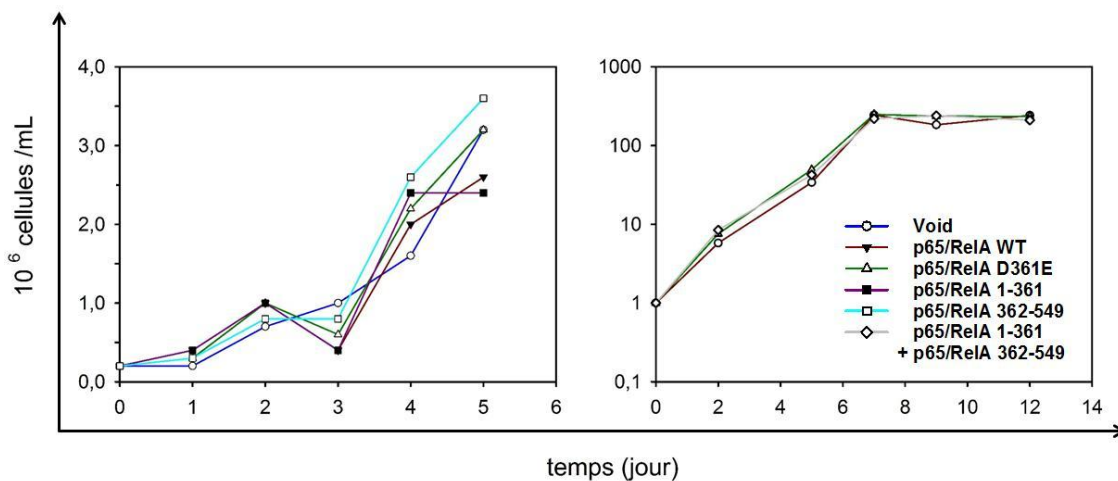 10 6 cellules /mL
4,0
3,0
2,0
1,0
0,0
0 1 2 3 4 5 6
1000
100
10
1
0,1
0 2 4 6 8 10 12 14
Void
p65/RelA WT
p65/RelA D361E
p65/RelA 1-361
p65/RelA 362-549
p65/RelA 1-361
+ p65/RelA 362-549
temps (jour)